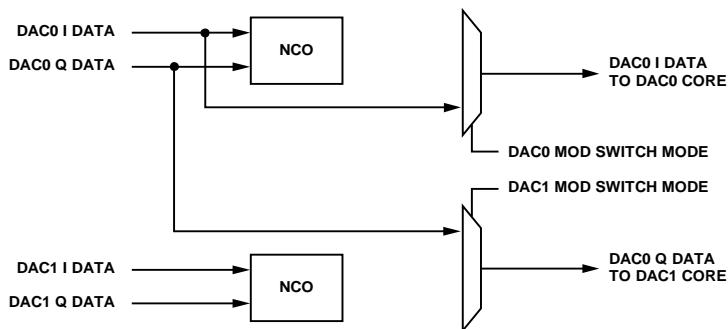 DAC0 I DATA
DAC0 Q DATA
NCO
DAC0 I DATA
TO DAC0 CORE
DAC0 MOD SWITCH MODE
DAC1 MOD SWITCH MODE
DAC1 I DATA
DAC1 Q DATA
NCO
DAC0 Q DATA
TO DAC1 CORE